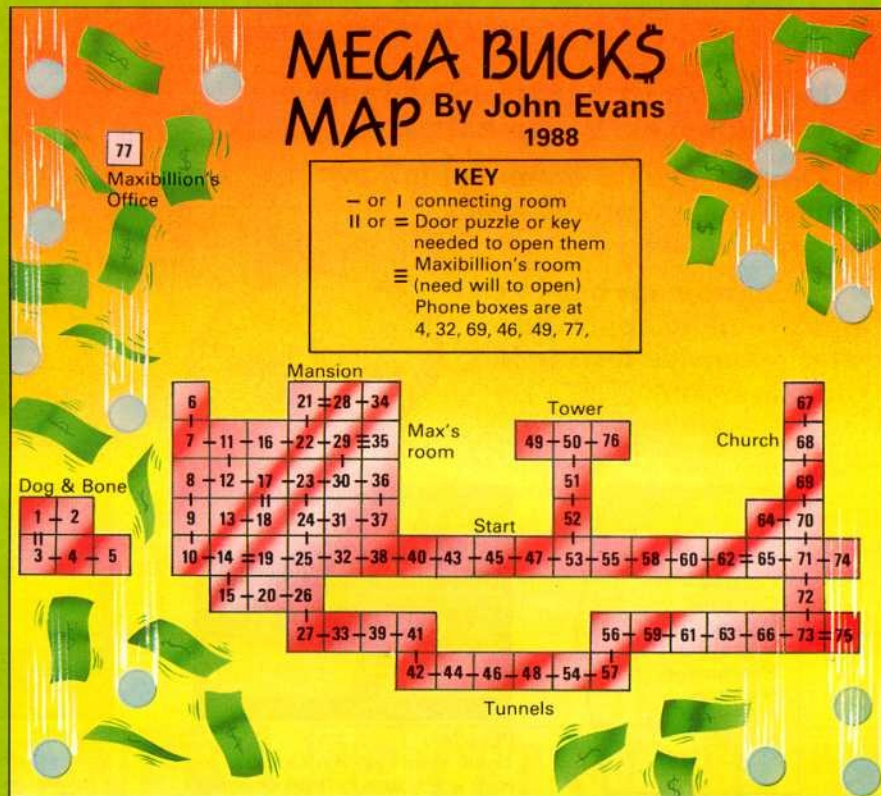 MEGA BUCK$
MAP By John Evans
1988
77
Maxibillion's
Office
KEY
– or I connecting room
II or = Door puzzle or key
needed to open them
≡ Maxibillion's room
(need will to open)
Phone boxes are at
4, 32, 69, 46, 49, 77,
Mansion
6 21=28–34 67
Tower
7–11–16–22–29≡35 Max's room 49–50–76 Church 68
8–12–17–23–30–36 51 69
Dog & Bone
1–2 9 13–18 24–31–37 52 64–70
Start
3–4–5 10–14=19–25–32–38–40–43–45–47–53–55–58–60–62=65–71–74
15–20–26 72
27–33–39–41 56–59–61–63–66–73=75
42–44–46–48–54–57
Tunnels